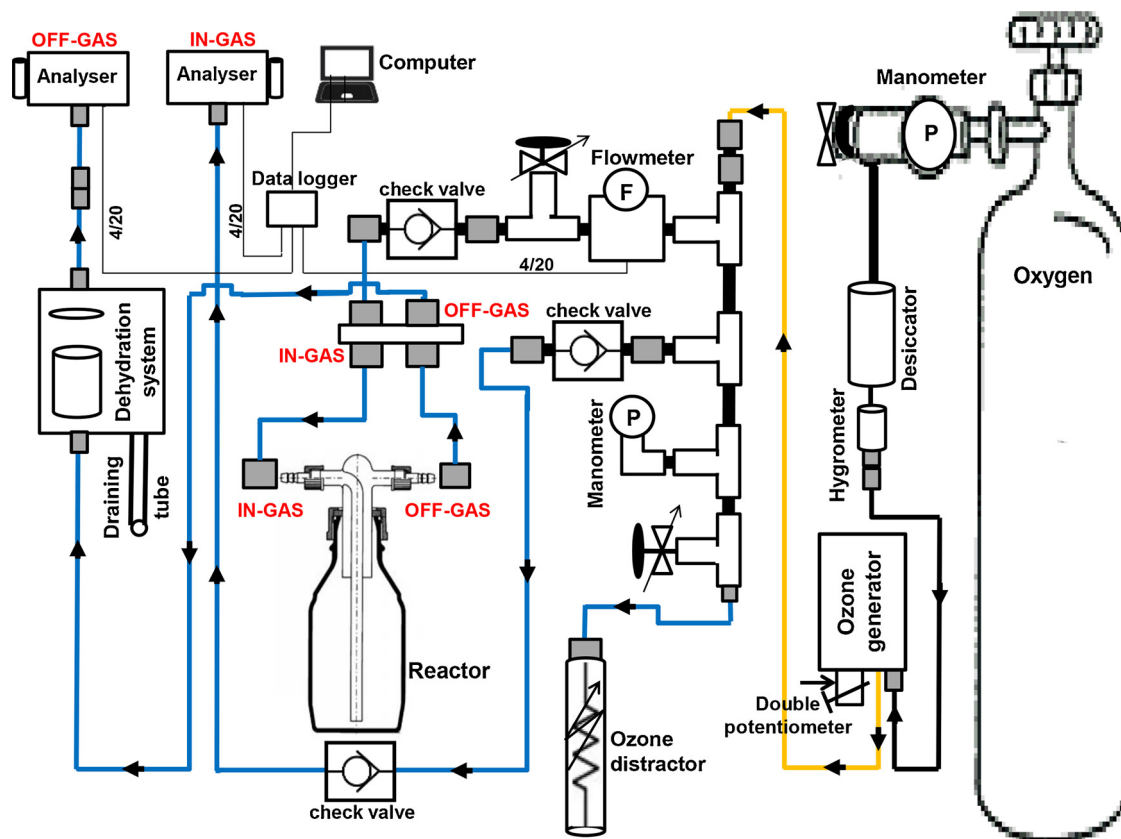 OFF-GAS
IN-GAS
Analyser
Analyser
Computer
Manometer
P
Flowmeter
F
Data logger
check valve
4/20
4/20
4/20
Oxygen
OFF-GAS
IN-GAS
check valve
Dehydration
system
Desiccator
Hygrometer
Manometer
P
Draining
tube
IN-GAS
OFF-GAS
Ozone
generator
Reactor
Double
potentiometer
Ozone
distractor
check valve